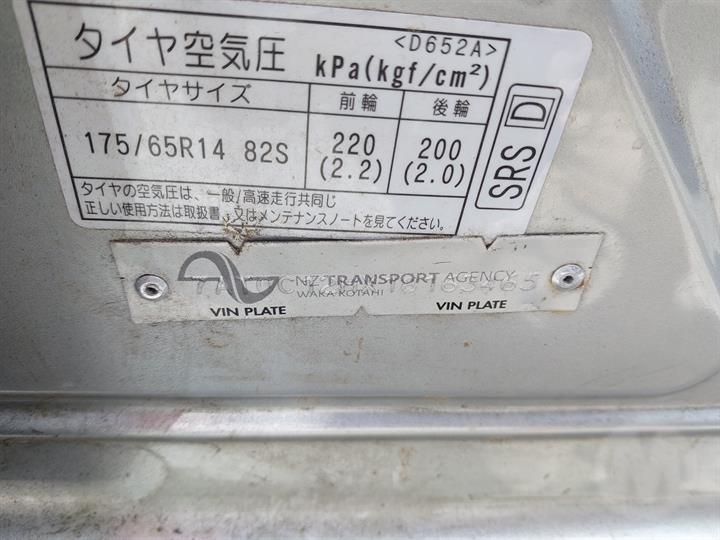 タイヤ空気圧 <D652A>
kPa(kgf/cm²)
タイヤサイズ 前輪 後輪
175/65R14 82S 220 (2.2) 200 (2.0)
タイヤの空気圧は、一般/高速走行共同じ
正しい使用方法は取扱書、又はメンテナンスノートを見てください。
SRS D
NZ TRANSPORT AGENCY
WAKA KOTAHI
VIN PLATE VIN PLATE